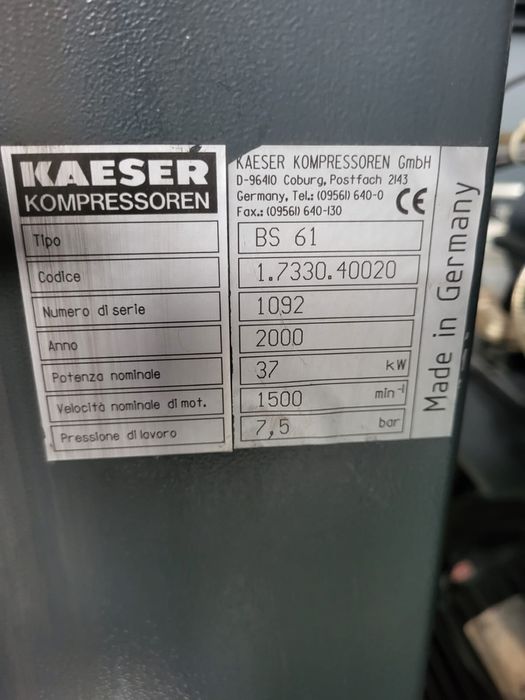 KAESER
KOMPRESSOREN
KAESER KOMPRESSOREN GmbH
D-96410 Coburg, Postfach 2143
Germany, Tel.: (09561) 640-0
Fax.: (09561) 640-130
CE
Tipo BS 61
Codice 1.7330.40020
Numero di serie 1092
Anno 2000
Potenza nominale 37 kW
Velocità nominale di mot. 1500 min⁻¹
Pressione di lavoro 7,5 bar
Made in Germany